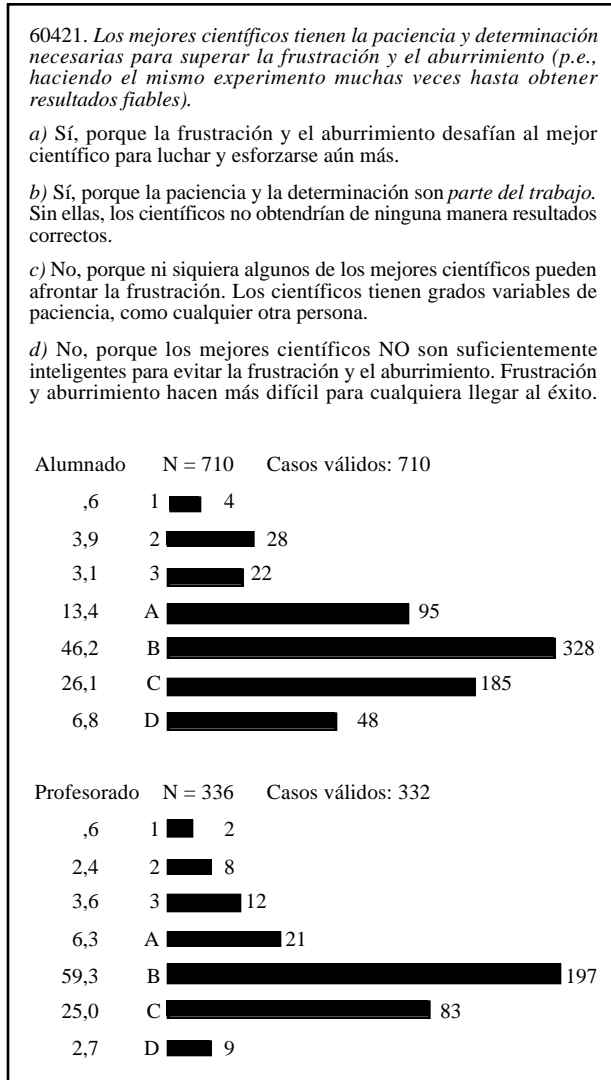 60421. Los mejores científicos tienen la paciencia y determinación
necesarias para superar la frustración y el aburrimiento (p.e.,
haciendo el mismo experimento muchas veces hasta obtener
resultados fiables).
a) Sí, porque la frustración y el aburrimiento desafían al mejor
científico para luchar y esforzarse aún más.
b) Sí, porque la paciencia y la determinación son parte del trabajo.
Sin ellas, los científicos no obtendrían de ninguna manera resultados
correctos.
c) No, porque ni siquiera algunos de los mejores científicos pueden
afrontar la frustración. Los científicos tienen grados variables de
paciencia, como cualquier otra persona.
d) No, porque los mejores científicos NO son suficientemente
inteligentes para evitar la frustración y el aburrimiento. Frustración
y aburrimiento hacen más difícil para cualquiera llegar al éxito.
Alumnado N = 710 Casos válidos: 710
,6 1 4
3,9 2 28
3,1 3 22
13,4 A 95
46,2 B 328
26,1 C 185
6,8 D 48
Profesorado N = 336 Casos válidos: 332
,6 1 2
2,4 2 8
3,6 3 12
6,3 A 21
59,3 B 197
25,0 C 83
2,7 D 9